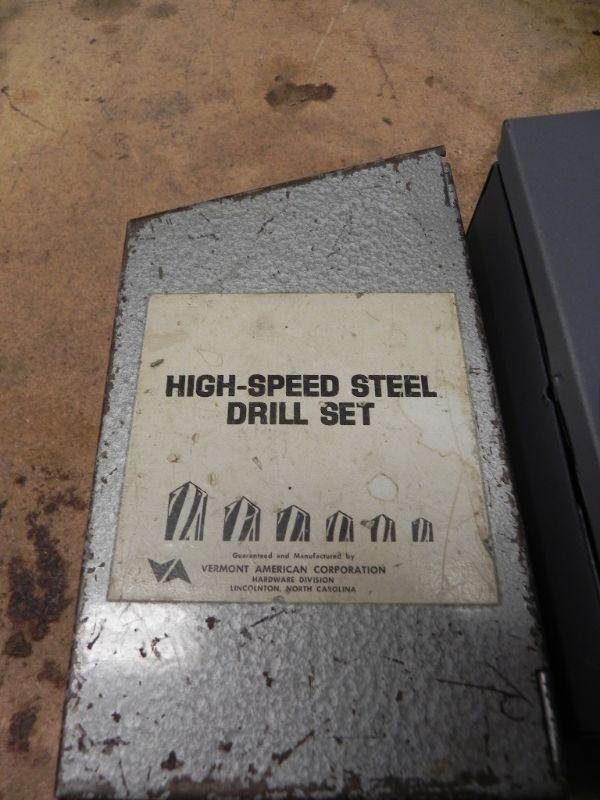 HIGH-SPEED STEEL
DRILL SET
Guaranteed and Manufactured by
VERMONT AMERICAN CORPORATION
HARDWARE DIVISION
LINCOLNTON, NORTH CAROLINA